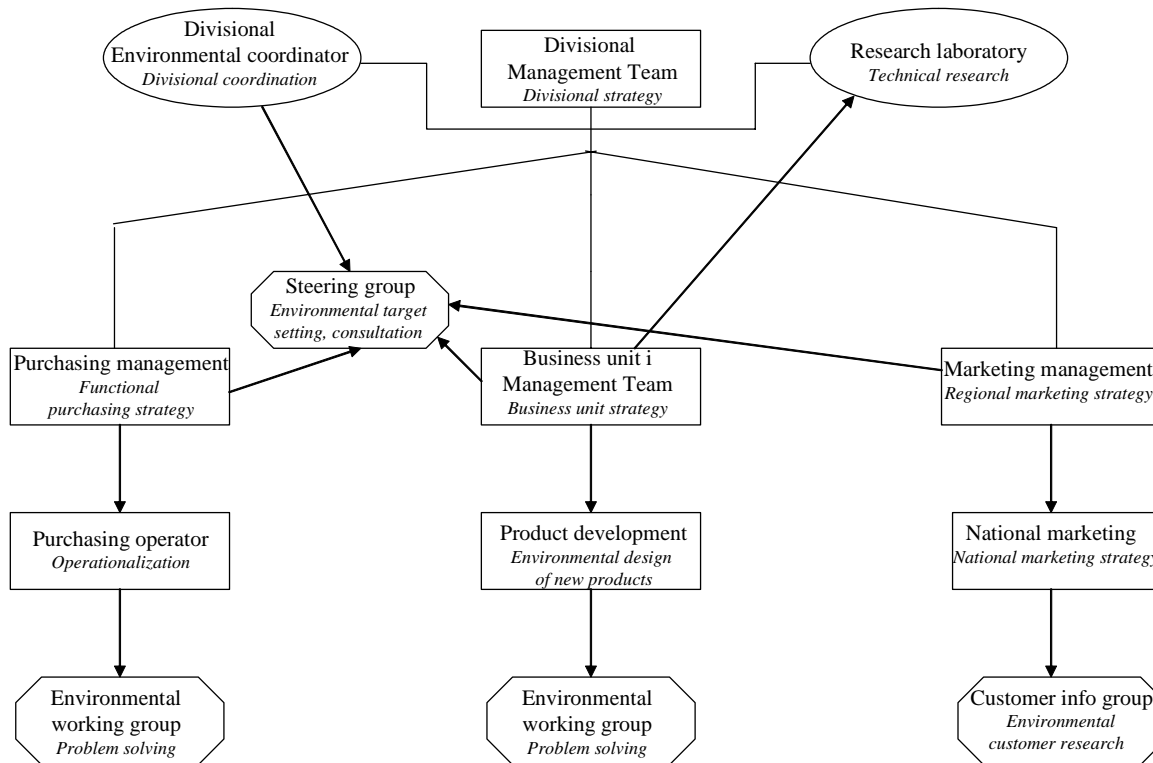 Divisional
Environmental coordinator
Divisional coordination
Divisional
Management Team
Divisional strategy
Research laboratory
Technical research
Steering group
Environmental target
setting, consultation
Purchasing management
Functional
purchasing strategy
Business unit i
Management Team
Business unit strategy
Marketing management
Regional marketing strategy
Purchasing operator
Operationalization
Product development
Environmental design
of new products
National marketing
National marketing strategy
Environmental
working group
Problem solving
Environmental
working group
Problem solving
Customer info group
Environmental
customer research